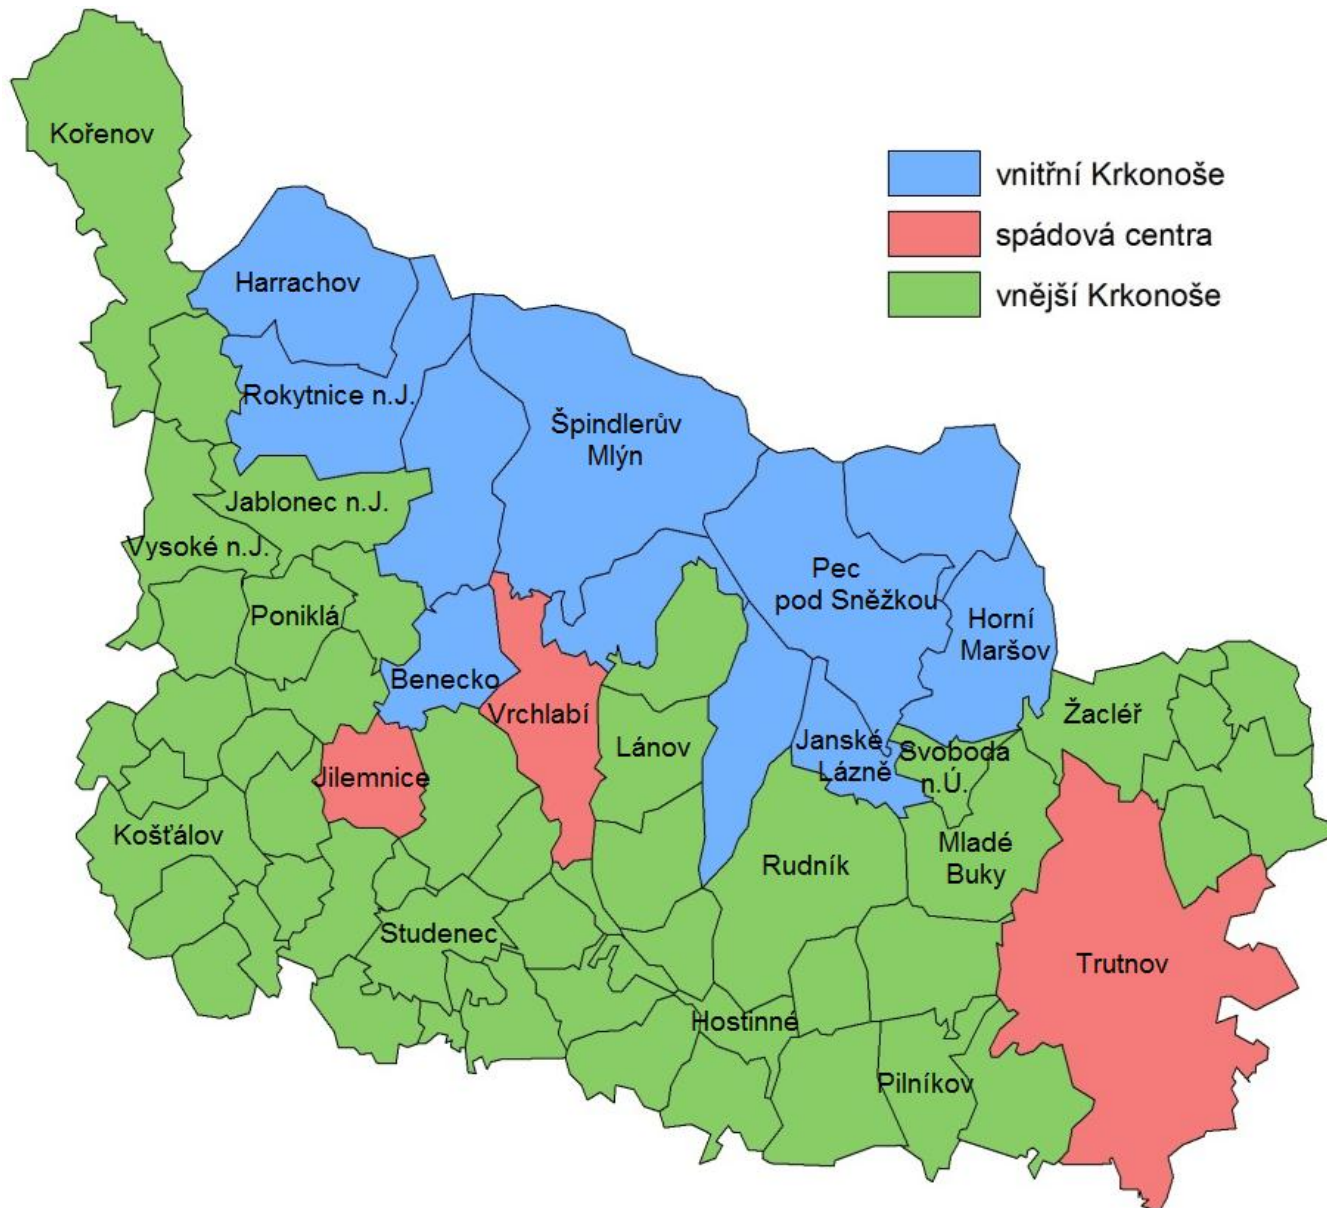 Kořenov
vnitřní Krkonoše
spádová centra
vnější Krkonoše
Harrachov
Rokytnice n.J.
Špindlerův
Mlýn
Jablonec n.J.
Vysoké n.J.
Poniklá
Pec
pod Sněžkou
Horní
Maršov
Benecko
Vrchlabí
Lánov
Janské
Lázně
Svoboda
n.Ú.
Žacléř
Jilemnice
Košťálov
Rudník
Mladé
Buky
Studenec
Trutnov
Hostinné
Pilníkov